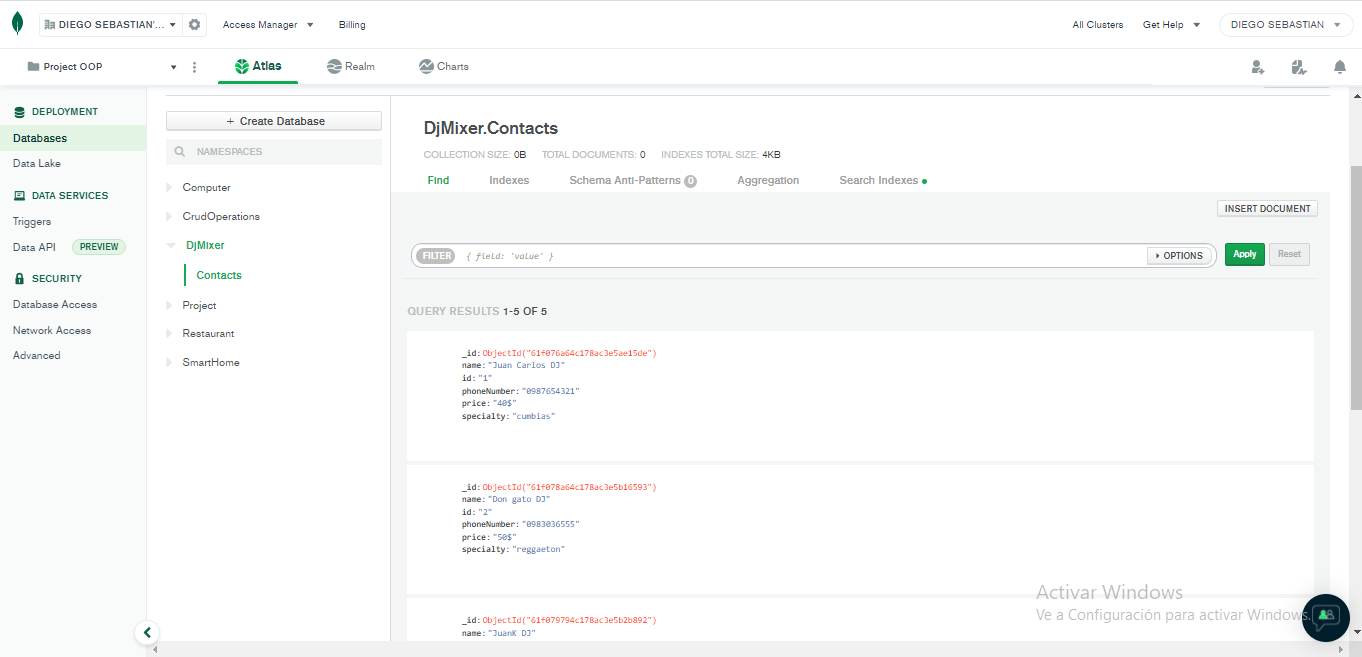 DIEGO SEBASTIAN'... Access Manager Billing All Clusters Get Help DIEGO SEBASTIAN
Project OOP Atlas Realm Charts
DEPLOYMENT
Databases
Data Lake
DATA SERVICES
Triggers
Data API PREVIEW
SECURITY
Database Access
Network Access
Advanced
+ Create Database
NAMESPACES
Computer
CrudOperations
DjMixer
Contacts
Project
Restaurant
SmartHome
DjMixer.Contacts
COLLECTION SIZE: 0B TOTAL DOCUMENTS: 0 INDEXES TOTAL SIZE: 4KB
Find Indexes Schema Anti-Patterns 0 Aggregation Search Indexes
INSERT DOCUMENT
FILTER { field: 'value' } OPTIONS Apply Reset
QUERY RESULTS 1-5 OF 5
_id: ObjectId("61f076a64c178ac3e5ae15de")
name: "Juan Carlos DJ"
id: "1"
phoneNumber: "0987654321"
price: "40$"
specialty: "cumbias"
_id: ObjectId("61f078a64c178ac3e5b16593")
name: "Don gato DJ"
id: "2"
phoneNumber: "0983036555"
price: "50$"
specialty: "reggaeton"
_id: ObjectId("61f079794c178ac3e5b2b892")
name: "JuanK DJ"
Activar Windows
Ve a Configuración para activar Windows.